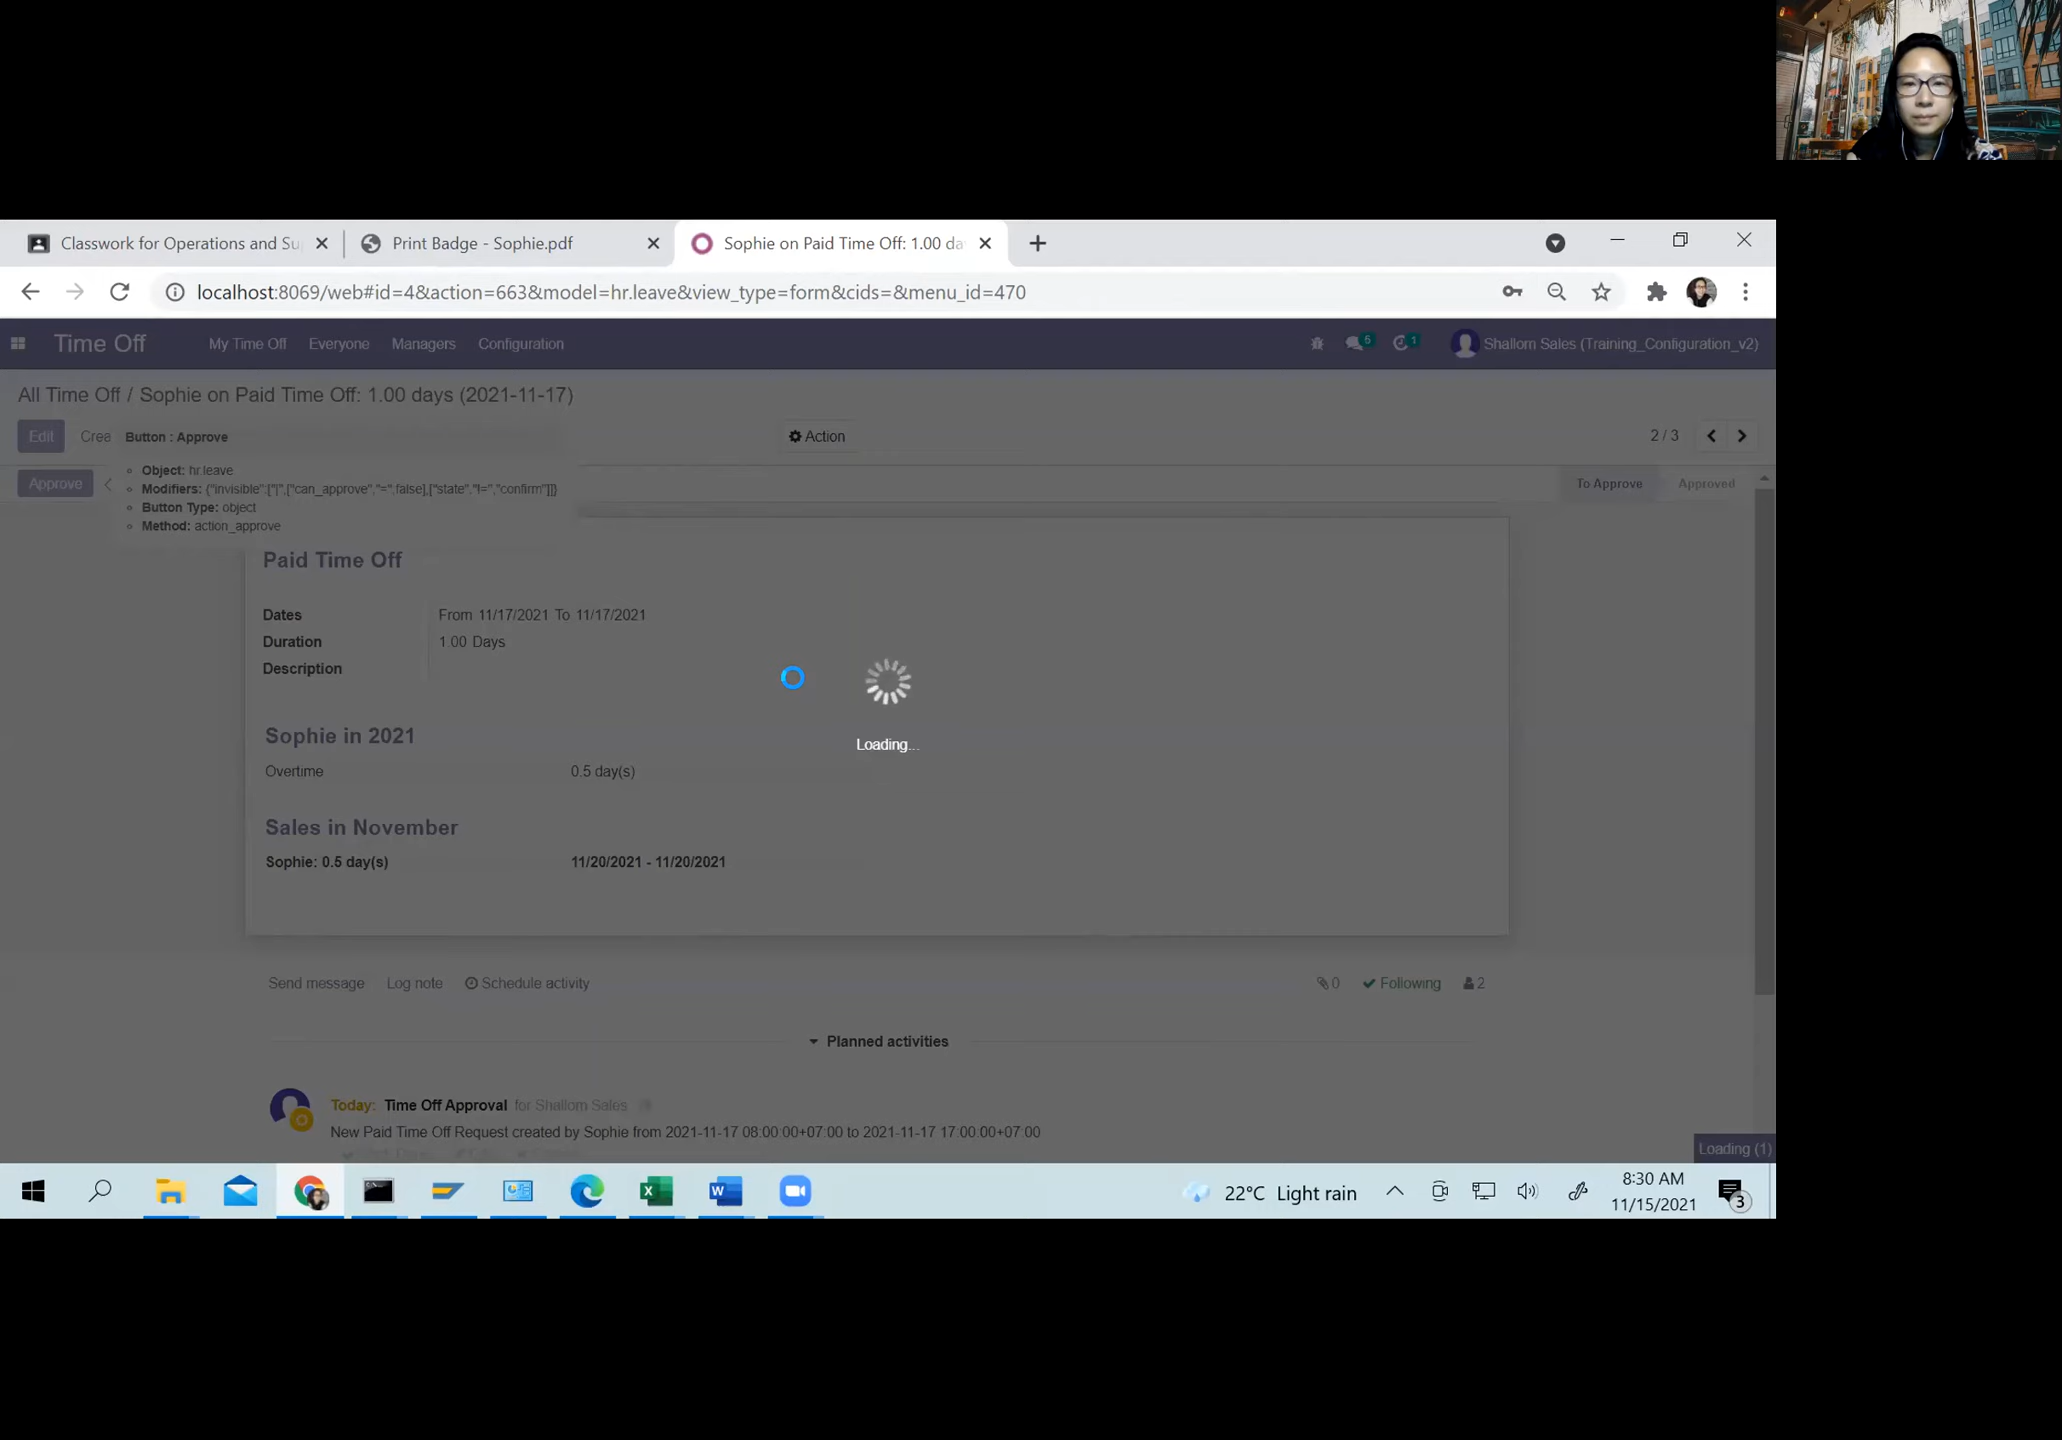 Classwork for Operations and Su
Print Badge - Sophie.pdf
Sophie on Paid Time Off: 1.00 da
localhost:8069/web#id=4&action=663&model=hr.leave&view_type=form&cids=&menu_id=470
Time Off
My Time Off
Everyone
Managers
Configuration
6
1
Shallom Sales (Training_Configuration_v2)
All Time Off / Sophie on Paid Time Off: 1.00 days (2021-11-17)
Edit
Crea
Button : Approve
Action
2 / 3
Object: hr.leave
Modifiers: {"invisible":["|",["can_approve","=",false],["state","!=","confirm"]]}
Button Type: object
Method: action_approve
Approve
To Approve
Approved
Paid Time Off
Dates
From 11/17/2021 To 11/17/2021
Duration
1.00 Days
Description
Loading...
Sophie in 2021
Overtime
0.5 day(s)
Sales in November
Sophie: 0.5 day(s)
11/20/2021 - 11/20/2021
Send message
Log note
Schedule activity
0
Following
2
Planned activities
Today: Time Off Approval for Shallom Sales
New Paid Time Off Request created by Sophie from 2021-11-17 08:00:00+07:00 to 2021-11-17 17:00:00+07:00
Loading (1)
22°C Light rain
8:30 AM
11/15/2021
3